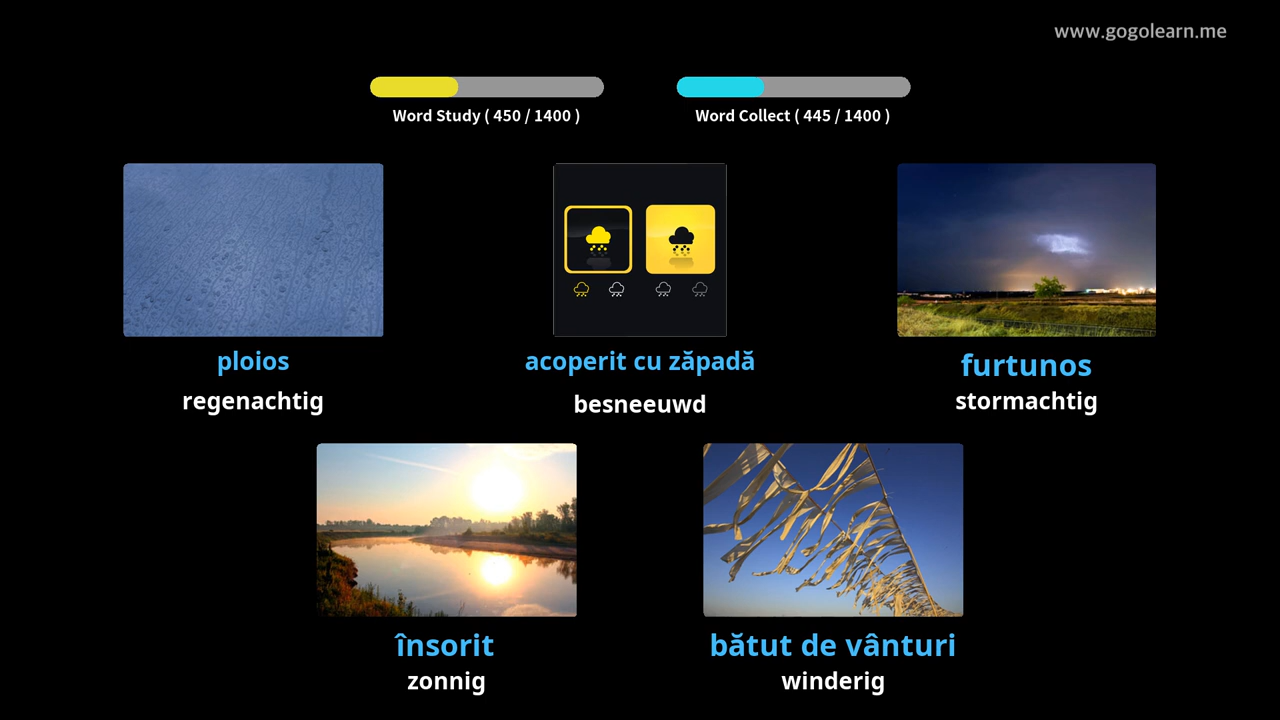 www.gogolearn.me
Word Study ( 450 / 1400 )
Word Collect ( 445 / 1400 )
ploios
regenachtig
acoperit cu zăpadă
besneeuwd
furtunos
stormachtig
însorit
zonnig
bătut de vânturi
winderig